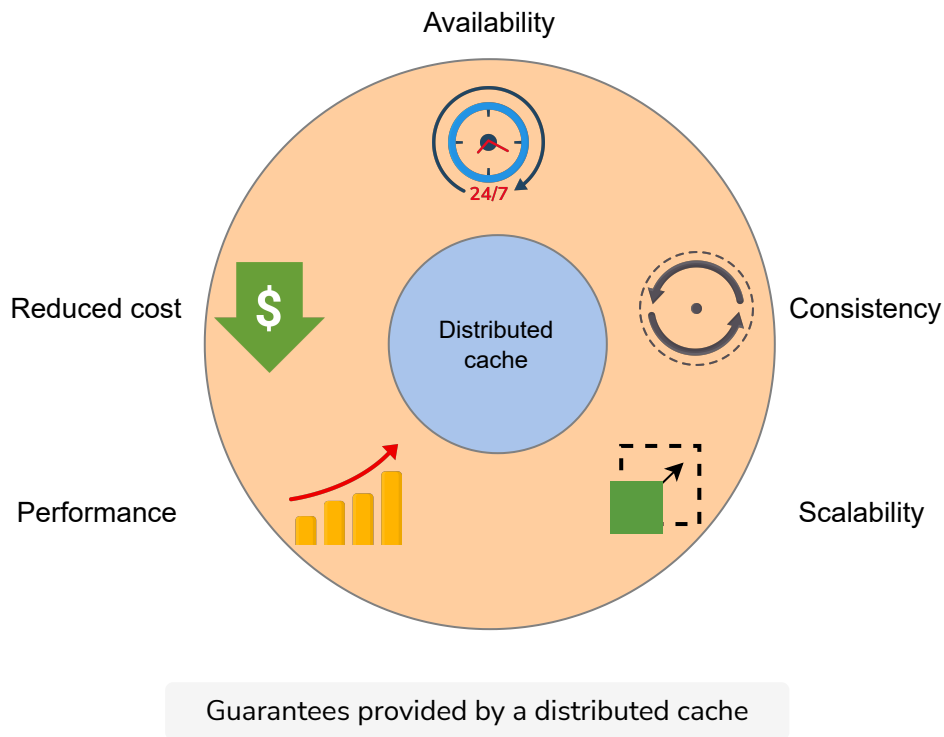 Availability
24/7
Reduced cost
$
Consistency
Distributed
cache
Performance
Scalability
Guarantees provided by a distributed cache